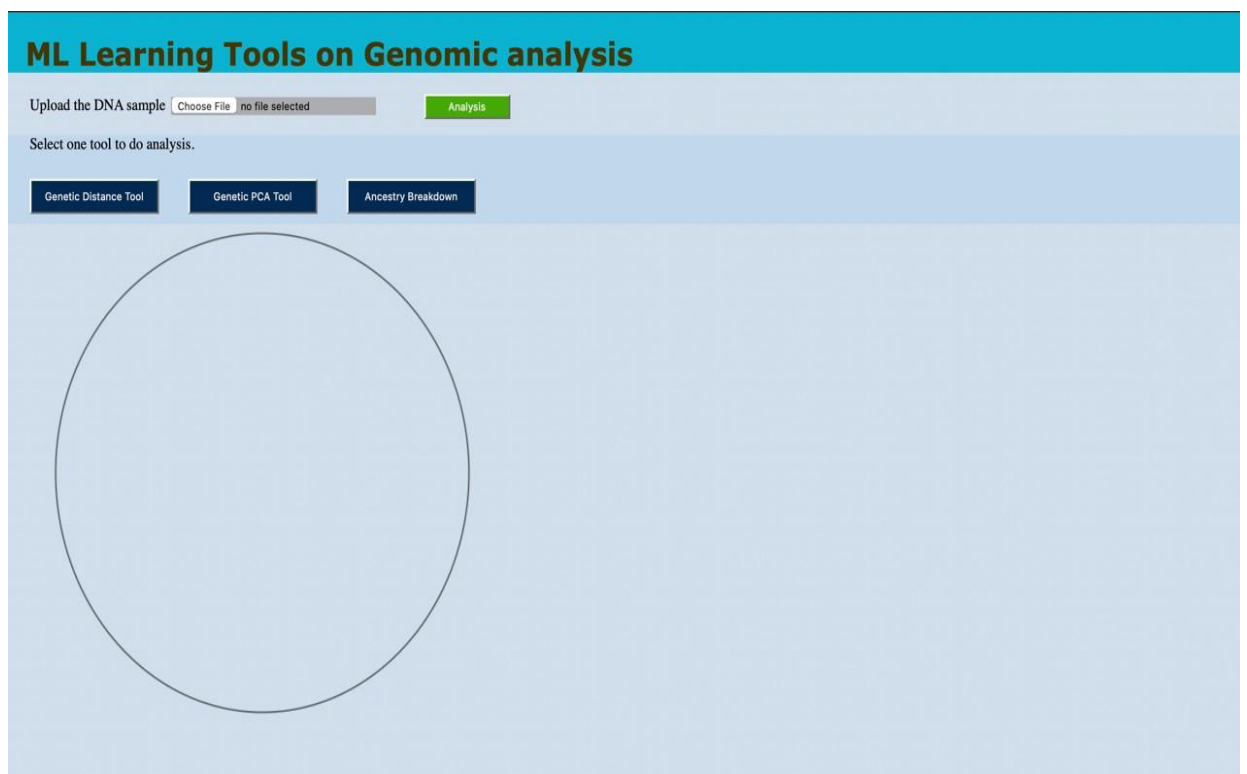 ML Learning Tools on Genomic analysis
Upload the DNA sample Choose File no file selected Analysis
Select one tool to do analysis.
Genetic Distance Tool Genetic PCA Tool Ancestry Breakdown